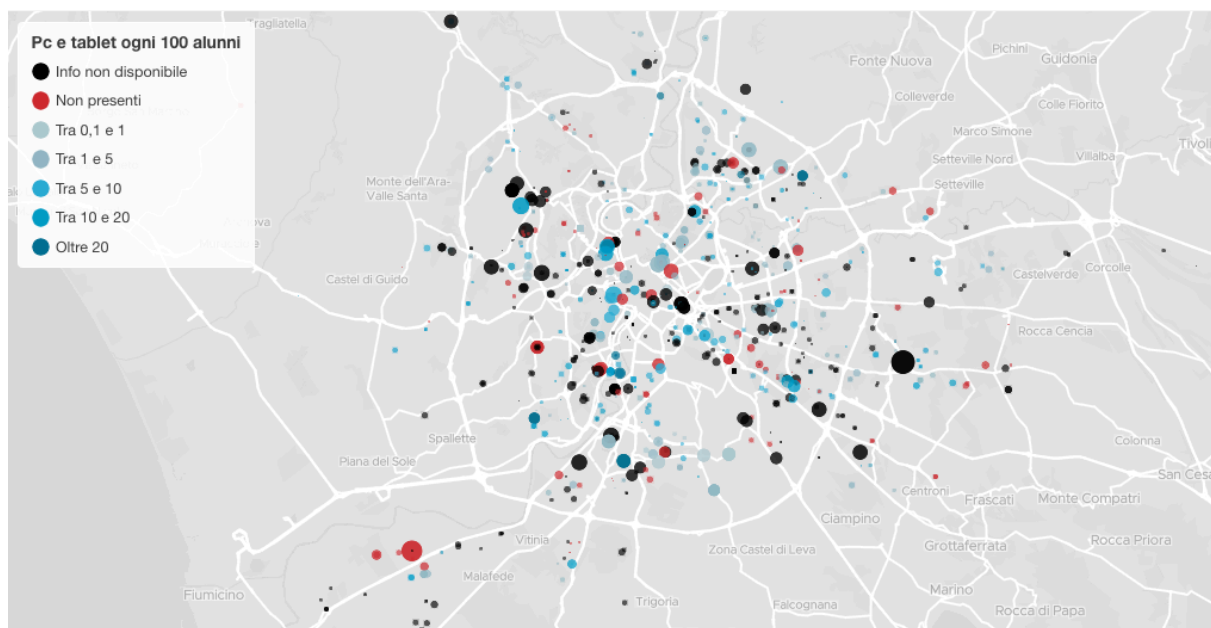 Pc e tablet ogni 100 alunni
Info non disponibile
Non presenti
Tra 0,1 e 1
Tra 1 e 5
Tra 5 e 10
Tra 10 e 20
Oltre 20
Tragliatella
Fonte Nuova
Pichini
Guidonia
Colleverde
Colle Fiorito
Marco Simone
Tivoli
Setteville Nord
Villalba
Monte dell'Ara-
Valle Santa
Setteville
Castel di Guido
Castelverde
Corcolle
Rocca Cencia
Spallette
Colonna
Piana del Sole
San Cesa
Centroni
Frascati
Monte Compatri
Ciampino
Vitinia
Zona Castel di Leva
Grottaferrata
Rocca Priora
Malafede
Fiumicino
Trigoria
Falcognana
Marino
Rocca di Papa